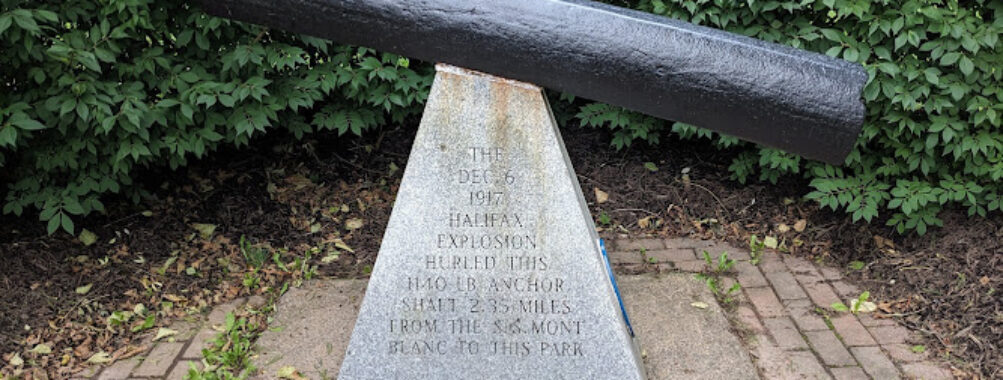 THE
DEC. 6
1917
HALIFAX
EXPLOSION
HURLED THIS
1140 LB. ANCHOR
SHAFT 2.35 MILES
FROM THE S.S. MONT
BLANC TO THIS PARK